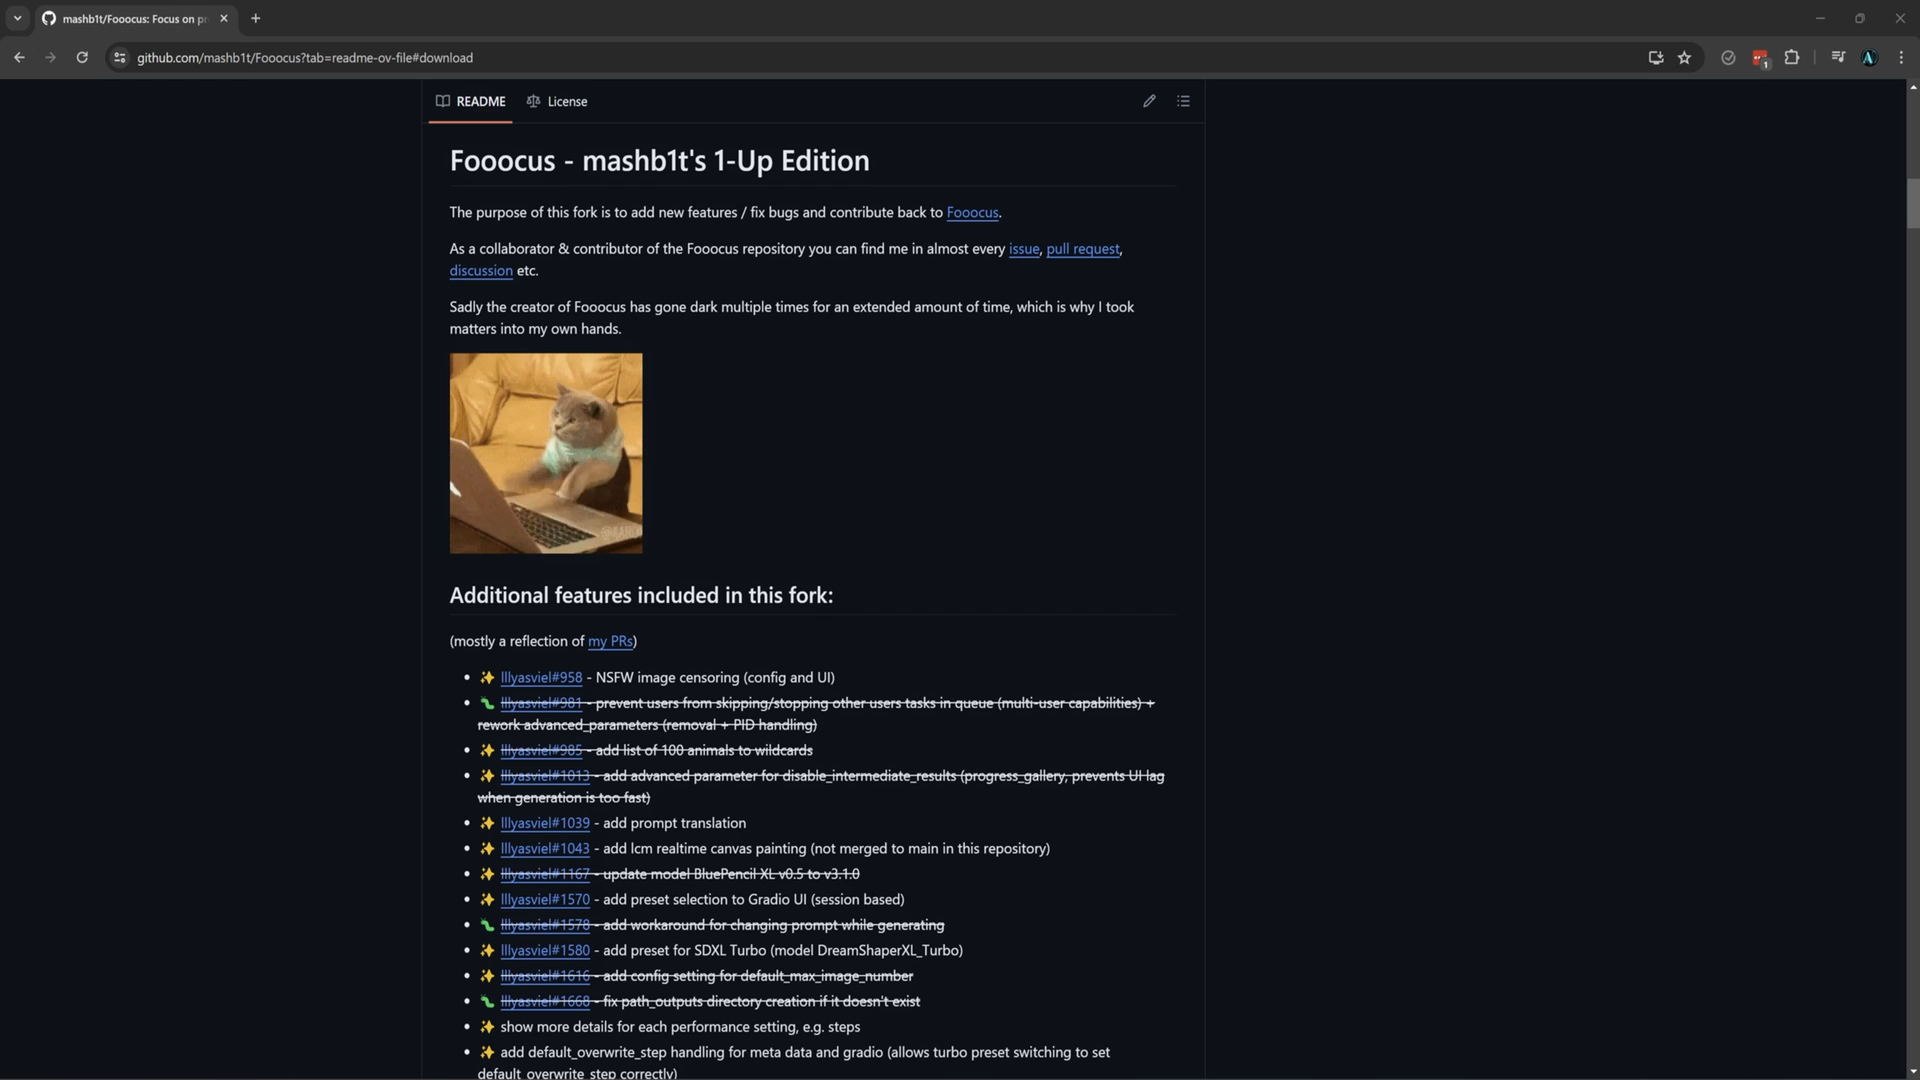 mashb1t/Fooocus: Focus on pr
github.com/mashb1t/Fooocus?tab=readme-ov-file#download
1
README License
Fooocus - mashb1t's 1-Up Edition
The purpose of this fork is to add new features / fix bugs and contribute back to Fooocus.
As a collaborator & contributor of the Fooocus repository you can find me in almost every issue, pull request,
discussion etc.
Sadly the creator of Fooocus has gone dark multiple times for an extended amount of time, which is why I took
matters into my own hands.
Additional features included in this fork:
(mostly a reflection of my PRs)
• ✨ lllyasviel#958 - NSFW image censoring (config and UI)
• 🐛 lllyasviel#981 - prevent users from skipping/stopping other users tasks in queue (multi-user capabilities) +
rework advanced_parameters (removal + PID handling)
• ✨ lllyasviel#985 - add list of 100 animals to wildcards
• ✨ lllyasviel#1013 - add advanced parameter for disable_intermediate_results (progress_gallery, prevents UI lag
when generation is too fast)
• ✨ lllyasviel#1039 - add prompt translation
• ✨ lllyasviel#1043 - add lcm realtime canvas painting (not merged to main in this repository)
• ✨ lllyasviel#1167 - update model BluePencil XL v0.5 to v3.1.0
• ✨ lllyasviel#1570 - add preset selection to Gradio UI (session based)
• 🐛 lllyasviel#1578 - add workaround for changing prompt while generating
• ✨ lllyasviel#1580 - add preset for SDXL Turbo (model DreamShaperXL_Turbo)
• ✨ lllyasviel#1616 - add config setting for default_max_image_number
• 🐛 lllyasviel#1668 - fix path_outputs directory creation if it doesn't exist
• ✨ show more details for each performance setting, e.g. steps
• ✨ add default_overwrite_step handling for meta data and gradio (allows turbo preset switching to set
default_overwrite_step correctly)